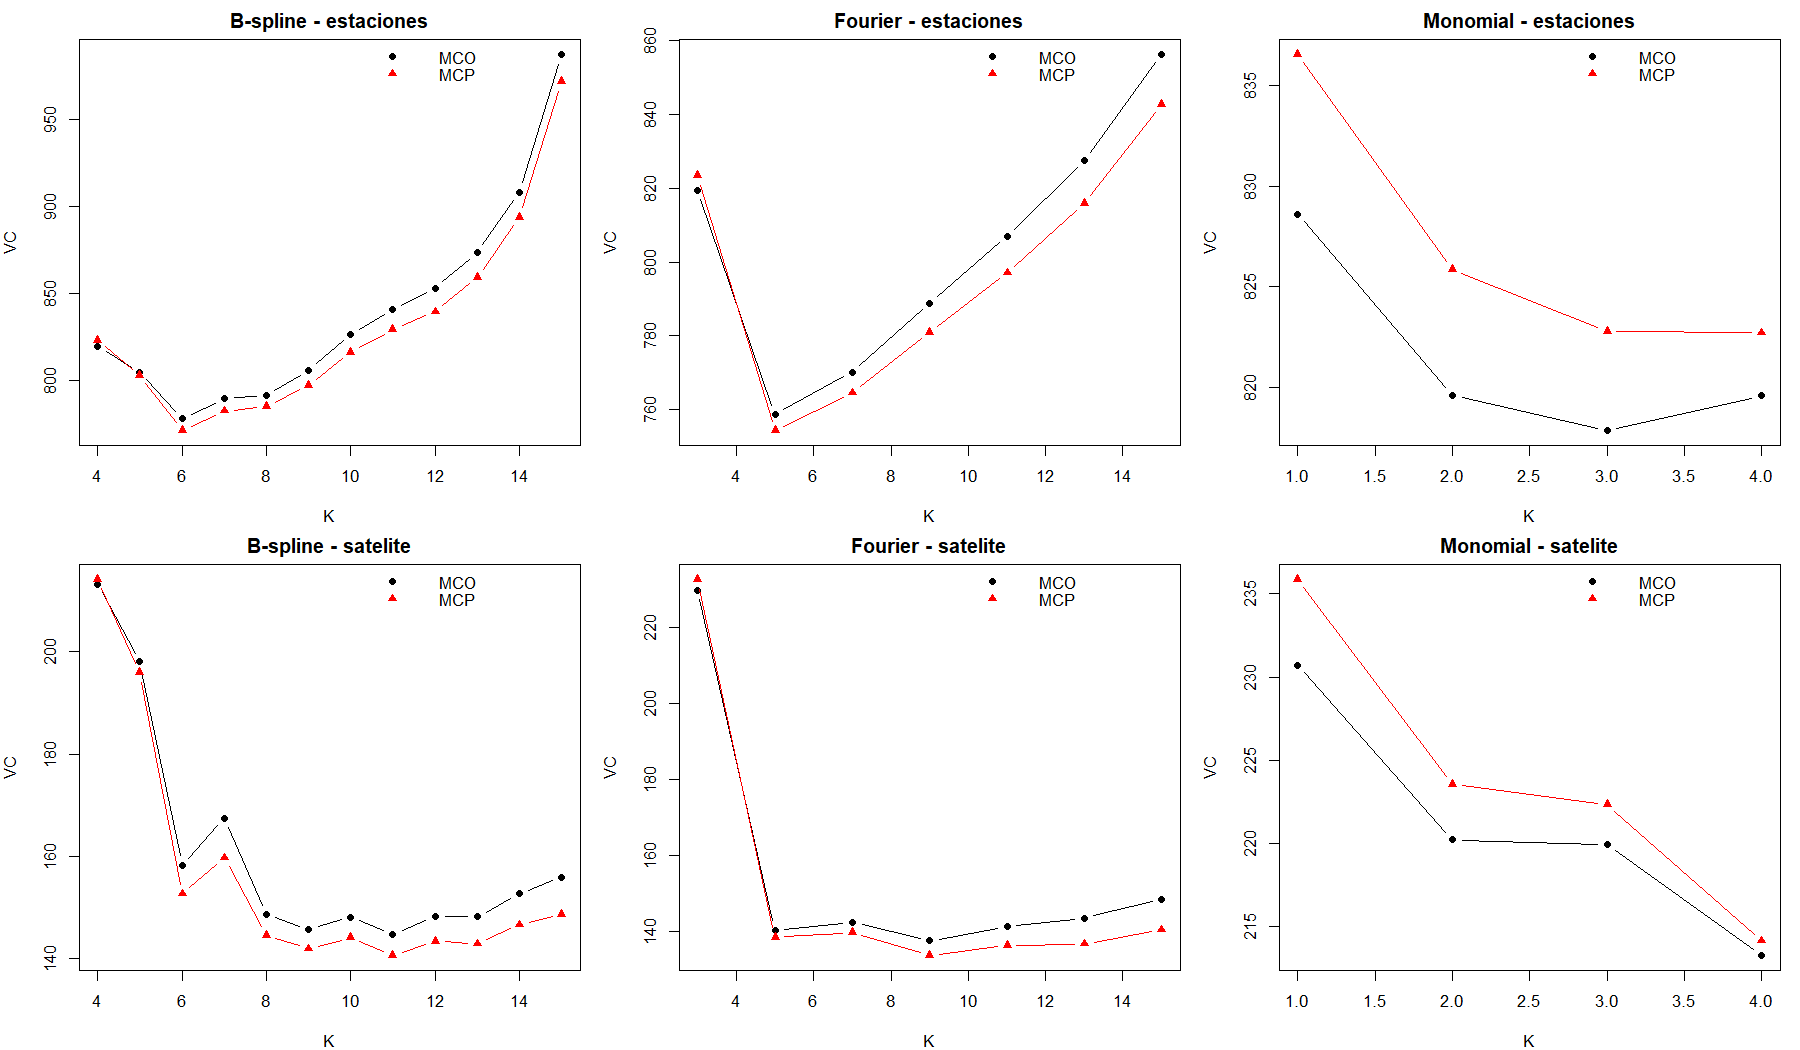 B-spline - estaciones
MCO
MCP
VC
950
900
850
800
4 6 8 10 12 14
K
Fourier - estaciones
MCO
MCP
VC
860
840
820
800
780
760
4 6 8 10 12 14
K
Monomial - estaciones
MCO
MCP
VC
835
830
825
820
1.0 1.5 2.0 2.5 3.0 3.5 4.0
K
B-spline - satelite
MCO
MCP
VC
200
180
160
140
4 6 8 10 12 14
K
Fourier - satelite
MCO
MCP
VC
220
200
180
160
140
4 6 8 10 12 14
K
Monomial - satelite
MCO
MCP
VC
235
230
225
220
215
1.0 1.5 2.0 2.5 3.0 3.5 4.0
K